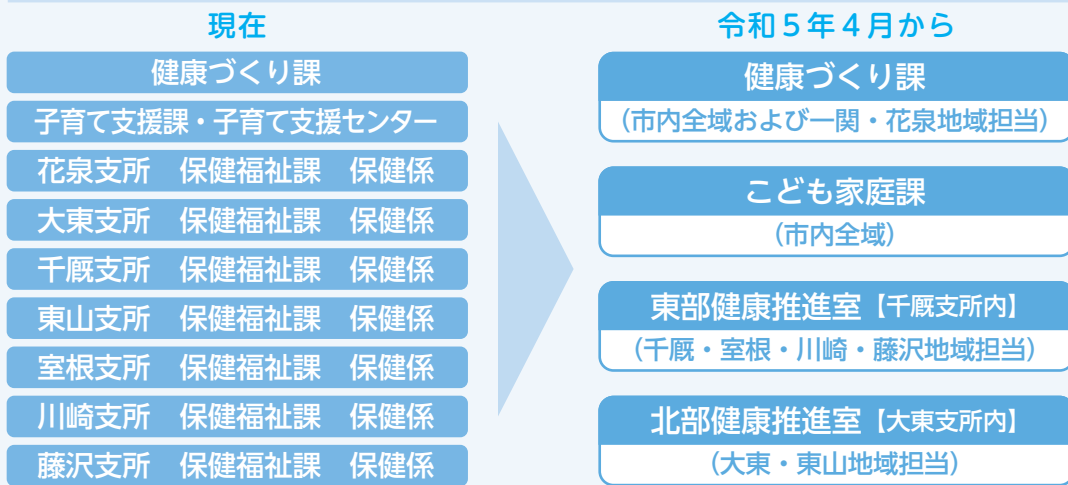 現在
健康づくり課
子育て支援課・子育て支援センター
花泉支所 保健福祉課 保健係
大東支所 保健福祉課 保健係
千厩支所 保健福祉課 保健係
東山支所 保健福祉課 保健係
室根支所 保健福祉課 保健係
川崎支所 保健福祉課 保健係
藤沢支所 保健福祉課 保健係
令和5年4月から
健康づくり課
(市内全域および一関・花泉地域担当)
こども家庭課
(市内全域)
東部健康推進室【千厩支所内】
(千厩・室根・川崎・藤沢地域担当)
北部健康推進室【大東支所内】
(大東・東山地域担当)